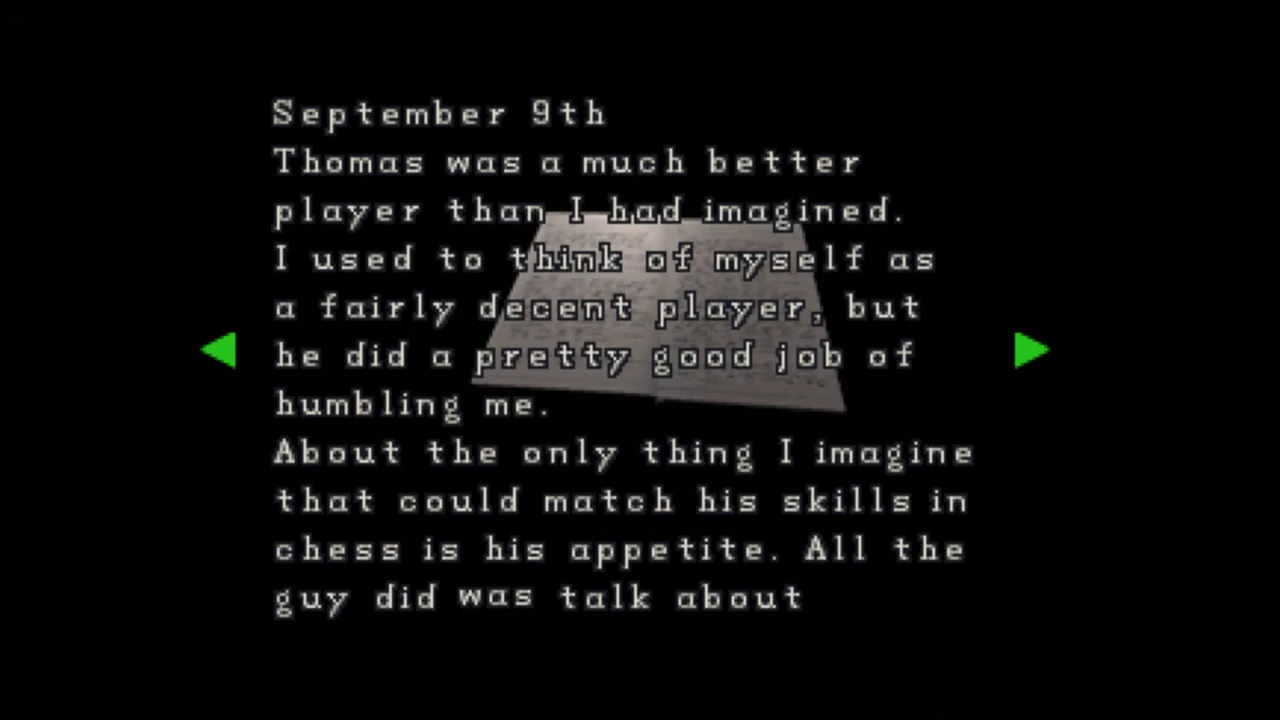 September 9th
Thomas was a much better
player than I had imagined.
I used to think of myself as
a fairly decent player, but
he did a pretty good job of
humbling me.
About the only thing I imagine
that could match his skills in
chess is his appetite. All the
guy did was talk about